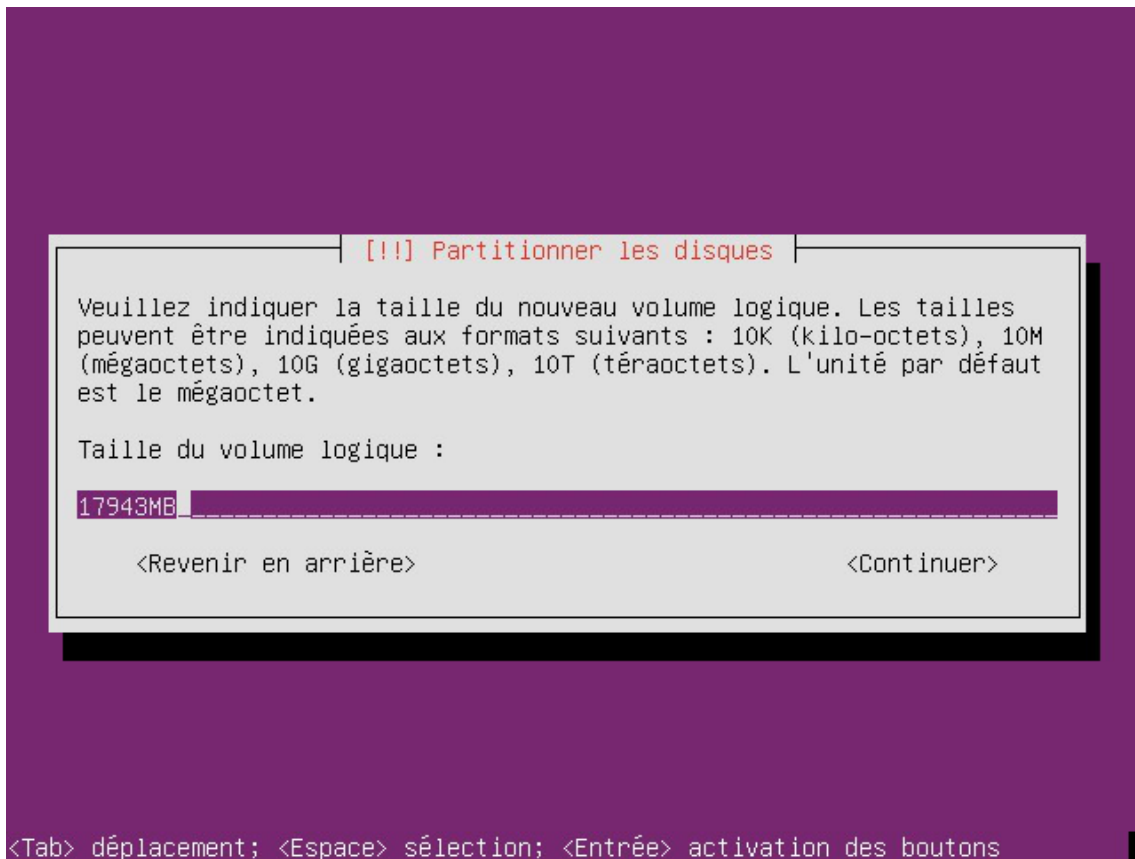 [!!] Partitionner les disques
Veuillez indiquer la taille du nouveau volume logique. Les tailles
peuvent être indiquées aux formats suivants : 10K (kilo-octets), 10M
(mégaoctets), 10G (gigaoctets), 10T (téraoctets). L'unité par défaut
est le mégaoctet.
Taille du volume logique :
17943MB
<Revenir en arrière> <Continuer>
<Tab> déplacement; <Espace> sélection; <Entrée> activation des boutons